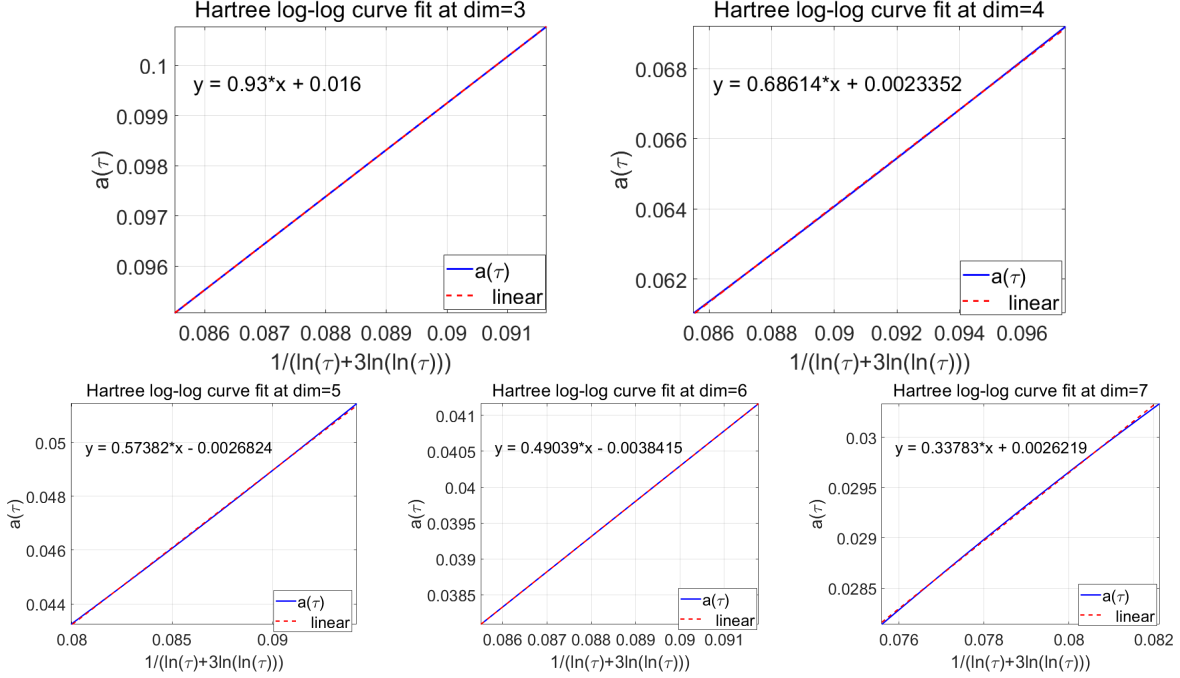 Hartree log-log curve fit at dim=3
y = 0.93*x + 0.016
0.1
0.099
0.098
0.097
0.096
a(τ)
a(τ)
linear
0.086 0.087 0.088 0.089 0.09 0.091
1/(ln(τ)+3ln(ln(τ)))
Hartree log-log curve fit at dim=4
y = 0.68614*x + 0.0023352
0.068
0.066
0.064
0.062
a(τ)
a(τ)
linear
0.086 0.088 0.09 0.092 0.094 0.096
1/(ln(τ)+3ln(ln(τ)))
Hartree log-log curve fit at dim=5
y = 0.57382*x - 0.0026824
0.05
0.048
0.046
0.044
a(τ)
a(τ)
linear
0.08 0.085 0.09
1/(ln(τ)+3ln(ln(τ)))
Hartree log-log curve fit at dim=6
y = 0.49039*x - 0.0038415
0.041
0.0405
0.04
0.0395
0.039
0.0385
a(τ)
a(τ)
linear
0.086 0.087 0.088 0.089 0.09 0.091
1/(ln(τ)+3ln(ln(τ)))
Hartree log-log curve fit at dim=7
y = 0.33783*x + 0.0026219
0.03
0.0295
0.029
0.0285
a(τ)
a(τ)
linear
0.076 0.078 0.08 0.082
1/(ln(τ)+3ln(ln(τ)))